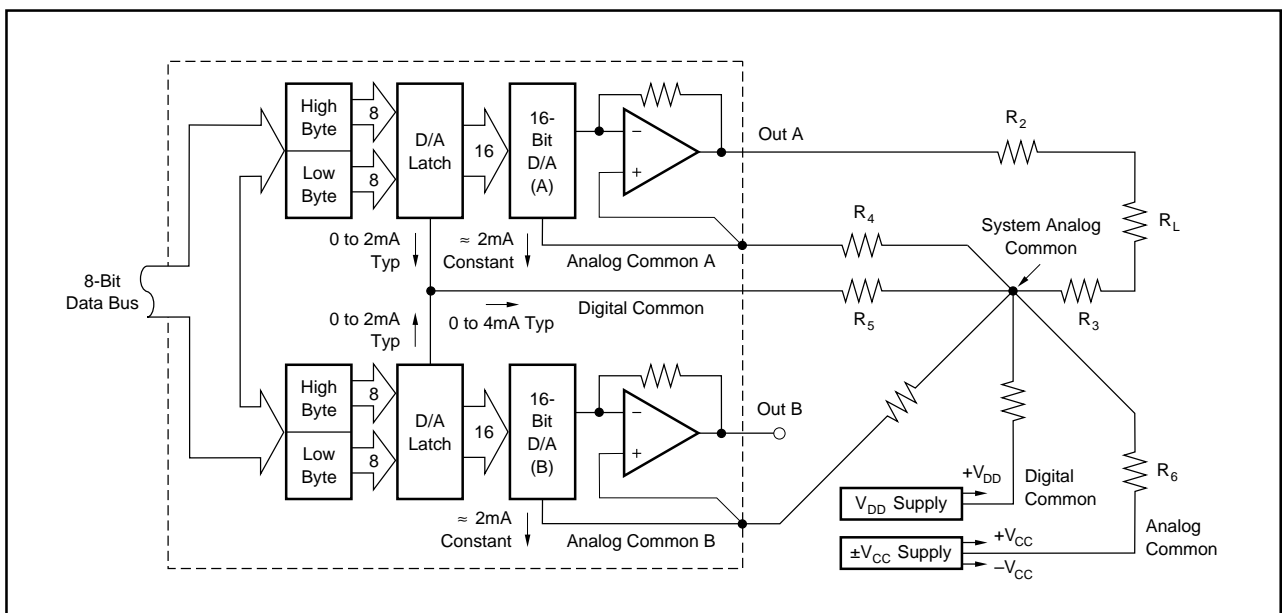 High
Byte
Low
Byte
8
8
D/A
Latch
16
16-
Bit
D/A
(A)
−
+
Out A
R2
RL
R4
System Analog
Common
R3
0 to 2mA
Typ
≈ 2mA
Constant
Analog Common A
8-Bit
Data Bus
Digital Common
R5
0 to 2mA
Typ
0 to 4mA Typ
High
Byte
Low
Byte
8
8
D/A
Latch
16
16-
Bit
D/A
(B)
−
+
Out B
≈ 2mA
Constant
Analog Common B
+VDD
VDD Supply
Digital
Common
R6
±VCC Supply
+VCC
−VCC
Analog
Common